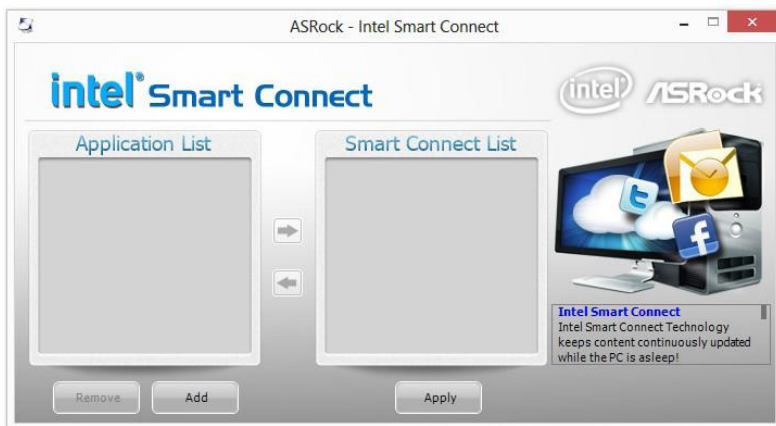 ASRock - Intel Smart Connect
intel® Smart Connect
intel® ASRock
Application List
Smart Connect List
Intel Smart Connect
Intel Smart Connect Technology
keeps content continuously updated
while the PC is asleep!
Remove
Add
Apply